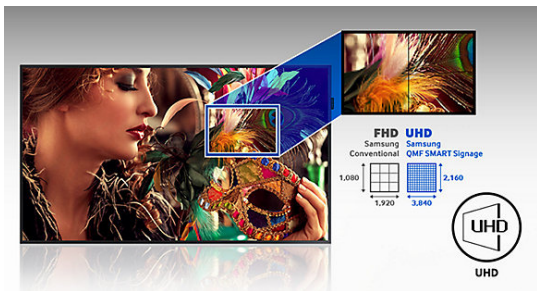 FHD UHD
Samsung Samsung
Conventional QMF SMART Signage
1,080 2,160
1,920 3,840
UHD
UHD